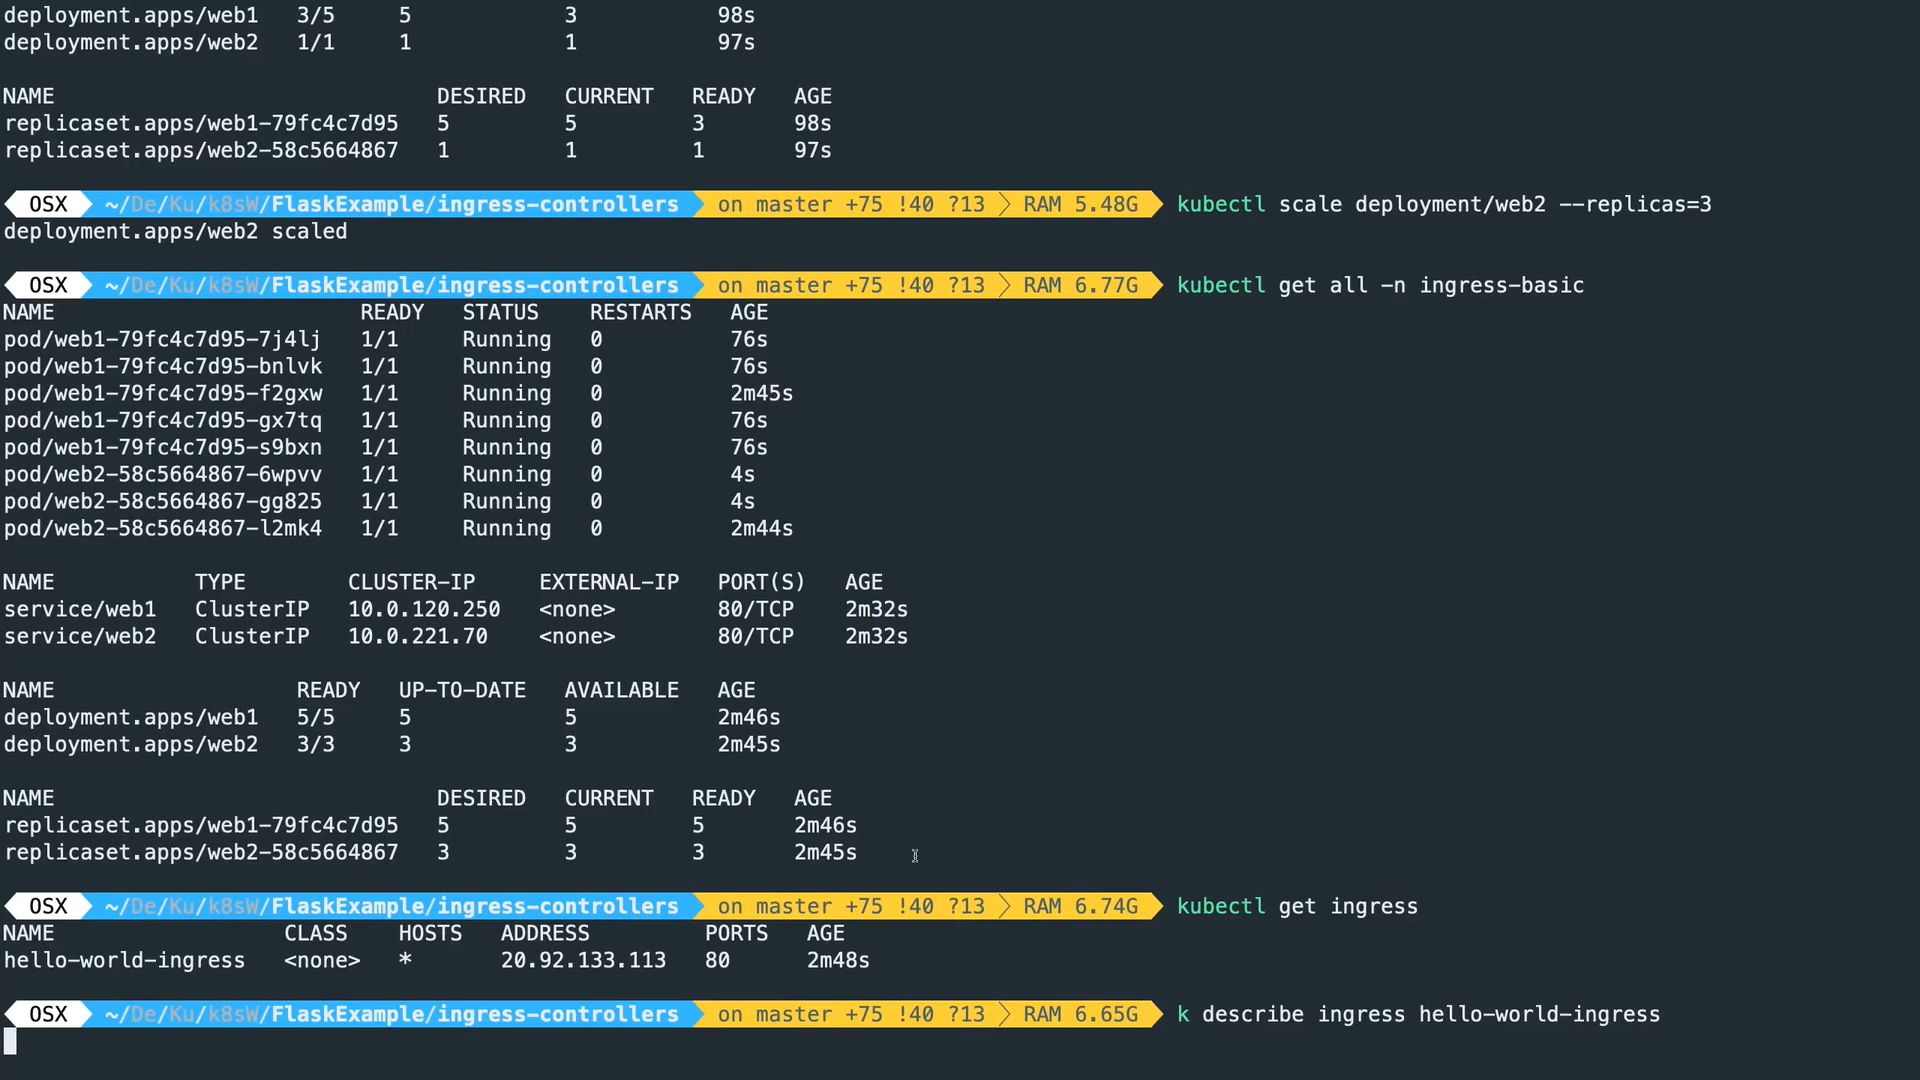 deployment.apps/web1   3/5     5            3           98s
deployment.apps/web2   1/1     1            1           97s
NAME                              DESIRED   CURRENT   READY   AGE
replicaset.apps/web1-79fc4c7d95   5         5         3       98s
replicaset.apps/web2-58c5664867   1         1         1       97s
OSX ~/De/Ku/k8sW/FlaskExample/ingress-controllers on master +75 !40 ?13 RAM 5.48G kubectl scale deployment/web2 --replicas=3
deployment.apps/web2 scaled
OSX ~/De/Ku/k8sW/FlaskExample/ingress-controllers on master +75 !40 ?13 RAM 6.77G kubectl get all -n ingress-basic
NAME                        READY   STATUS    RESTARTS   AGE
pod/web1-79fc4c7d95-7j4lj   1/1     Running   0          76s
pod/web1-79fc4c7d95-bnlvk   1/1     Running   0          76s
pod/web1-79fc4c7d95-f2gxw   1/1     Running   0          2m45s
pod/web1-79fc4c7d95-gx7tq   1/1     Running   0          76s
pod/web1-79fc4c7d95-s9bxn   1/1     Running   0          76s
pod/web2-58c5664867-6wpvv   1/1     Running   0          4s
pod/web2-58c5664867-gg825   1/1     Running   0          4s
pod/web2-58c5664867-l2mk4   1/1     Running   0          2m44s
NAME           TYPE        CLUSTER-IP     EXTERNAL-IP   PORT(S)   AGE
service/web1   ClusterIP   10.0.120.250   <none>        80/TCP    2m32s
service/web2   ClusterIP   10.0.221.70    <none>        80/TCP    2m32s
NAME                   READY   UP-TO-DATE   AVAILABLE   AGE
deployment.apps/web1   5/5     5            5           2m46s
deployment.apps/web2   3/3     3            3           2m45s
NAME                              DESIRED   CURRENT   READY   AGE
replicaset.apps/web1-79fc4c7d95   5         5         5       2m46s
replicaset.apps/web2-58c5664867   3         3         3       2m45s
OSX ~/De/Ku/k8sW/FlaskExample/ingress-controllers on master +75 !40 ?13 RAM 6.74G kubectl get ingress
NAME                  CLASS    HOSTS   ADDRESS         PORTS   AGE
hello-world-ingress   <none>   *       20.92.133.113   80      2m48s
OSX ~/De/Ku/k8sW/FlaskExample/ingress-controllers on master +75 !40 ?13 RAM 6.65G k describe ingress hello-world-ingress